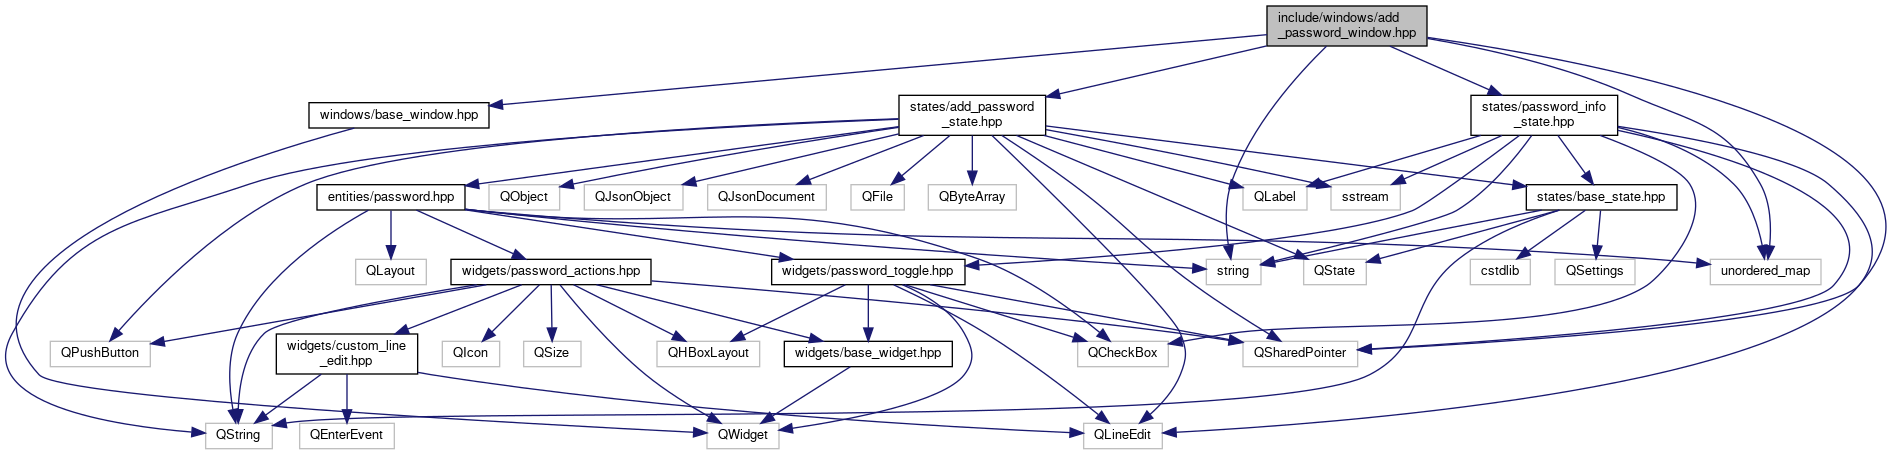 include/windows/add
_password_window.hpp
windows/base_window.hpp
states/add_password
_state.hpp
states/password_info
_state.hpp
entities/password.hpp
QObject
QJsonObject
QJsonDocument
QFile
QByteArray
QLabel
sstream
states/base_state.hpp
QLayout
widgets/password_actions.hpp
widgets/password_toggle.hpp
string
QState
cstdlib
QSettings
unordered_map
QPushButton
widgets/custom_line
_edit.hpp
QIcon
QSize
QHBoxLayout
widgets/base_widget.hpp
QCheckBox
QSharedPointer
QString
QEnterEvent
QWidget
QLineEdit